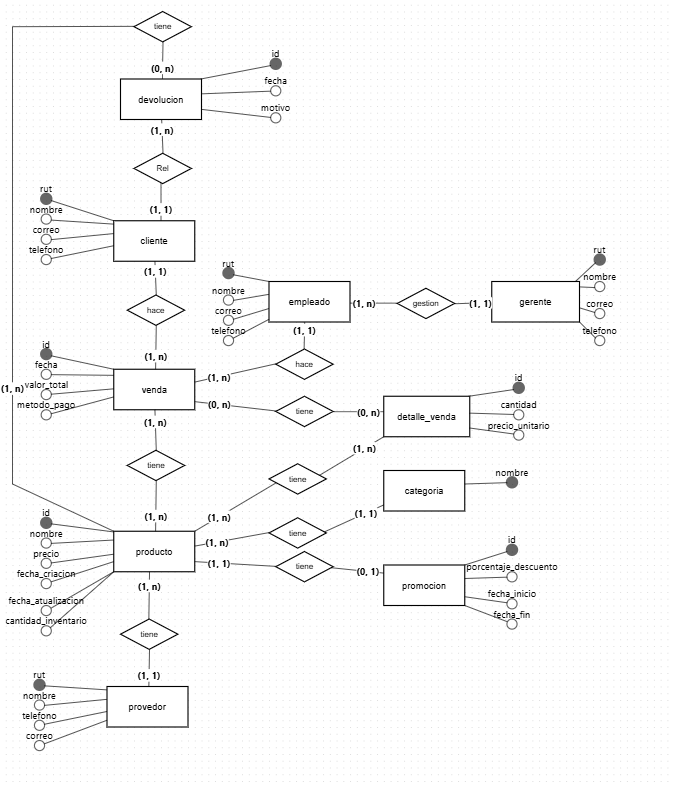 tiene
(0, n)
id
fecha
motivo
devolucion
(1, n)
Rel
(1, 1)
rut
nombre
correo
telefono
cliente
(1, 1)
hace
(1, n)
rut
nombre
correo
telefono
empleado
(1, n)
gestion
(1, 1)
gerente
rut
nombre
correo
telefono
(1, 1)
hace
(1, n)
id
fecha
valor_total
metodo_pago
venta
(1, n)
(0, n)
tiene
(0, n)
detalle_venta
id
cantidad
precio_unitario
(1, n)
tiene
(1, n)
(1, n)
tiene
(1, n)
categoria
nombre
(1, 1)
tiene
(1, n)
id
nombre
precio
fecha_criacion
fecha_atualizacion
cantidad_inventario
producto
(1, 1)
tiene
(0, 1)
promocion
id
porcentaje_descuento
fecha_inicio
fecha_fin
(1, n)
tiene
(1, 1)
rut
nombre
telefono
correo
provedor